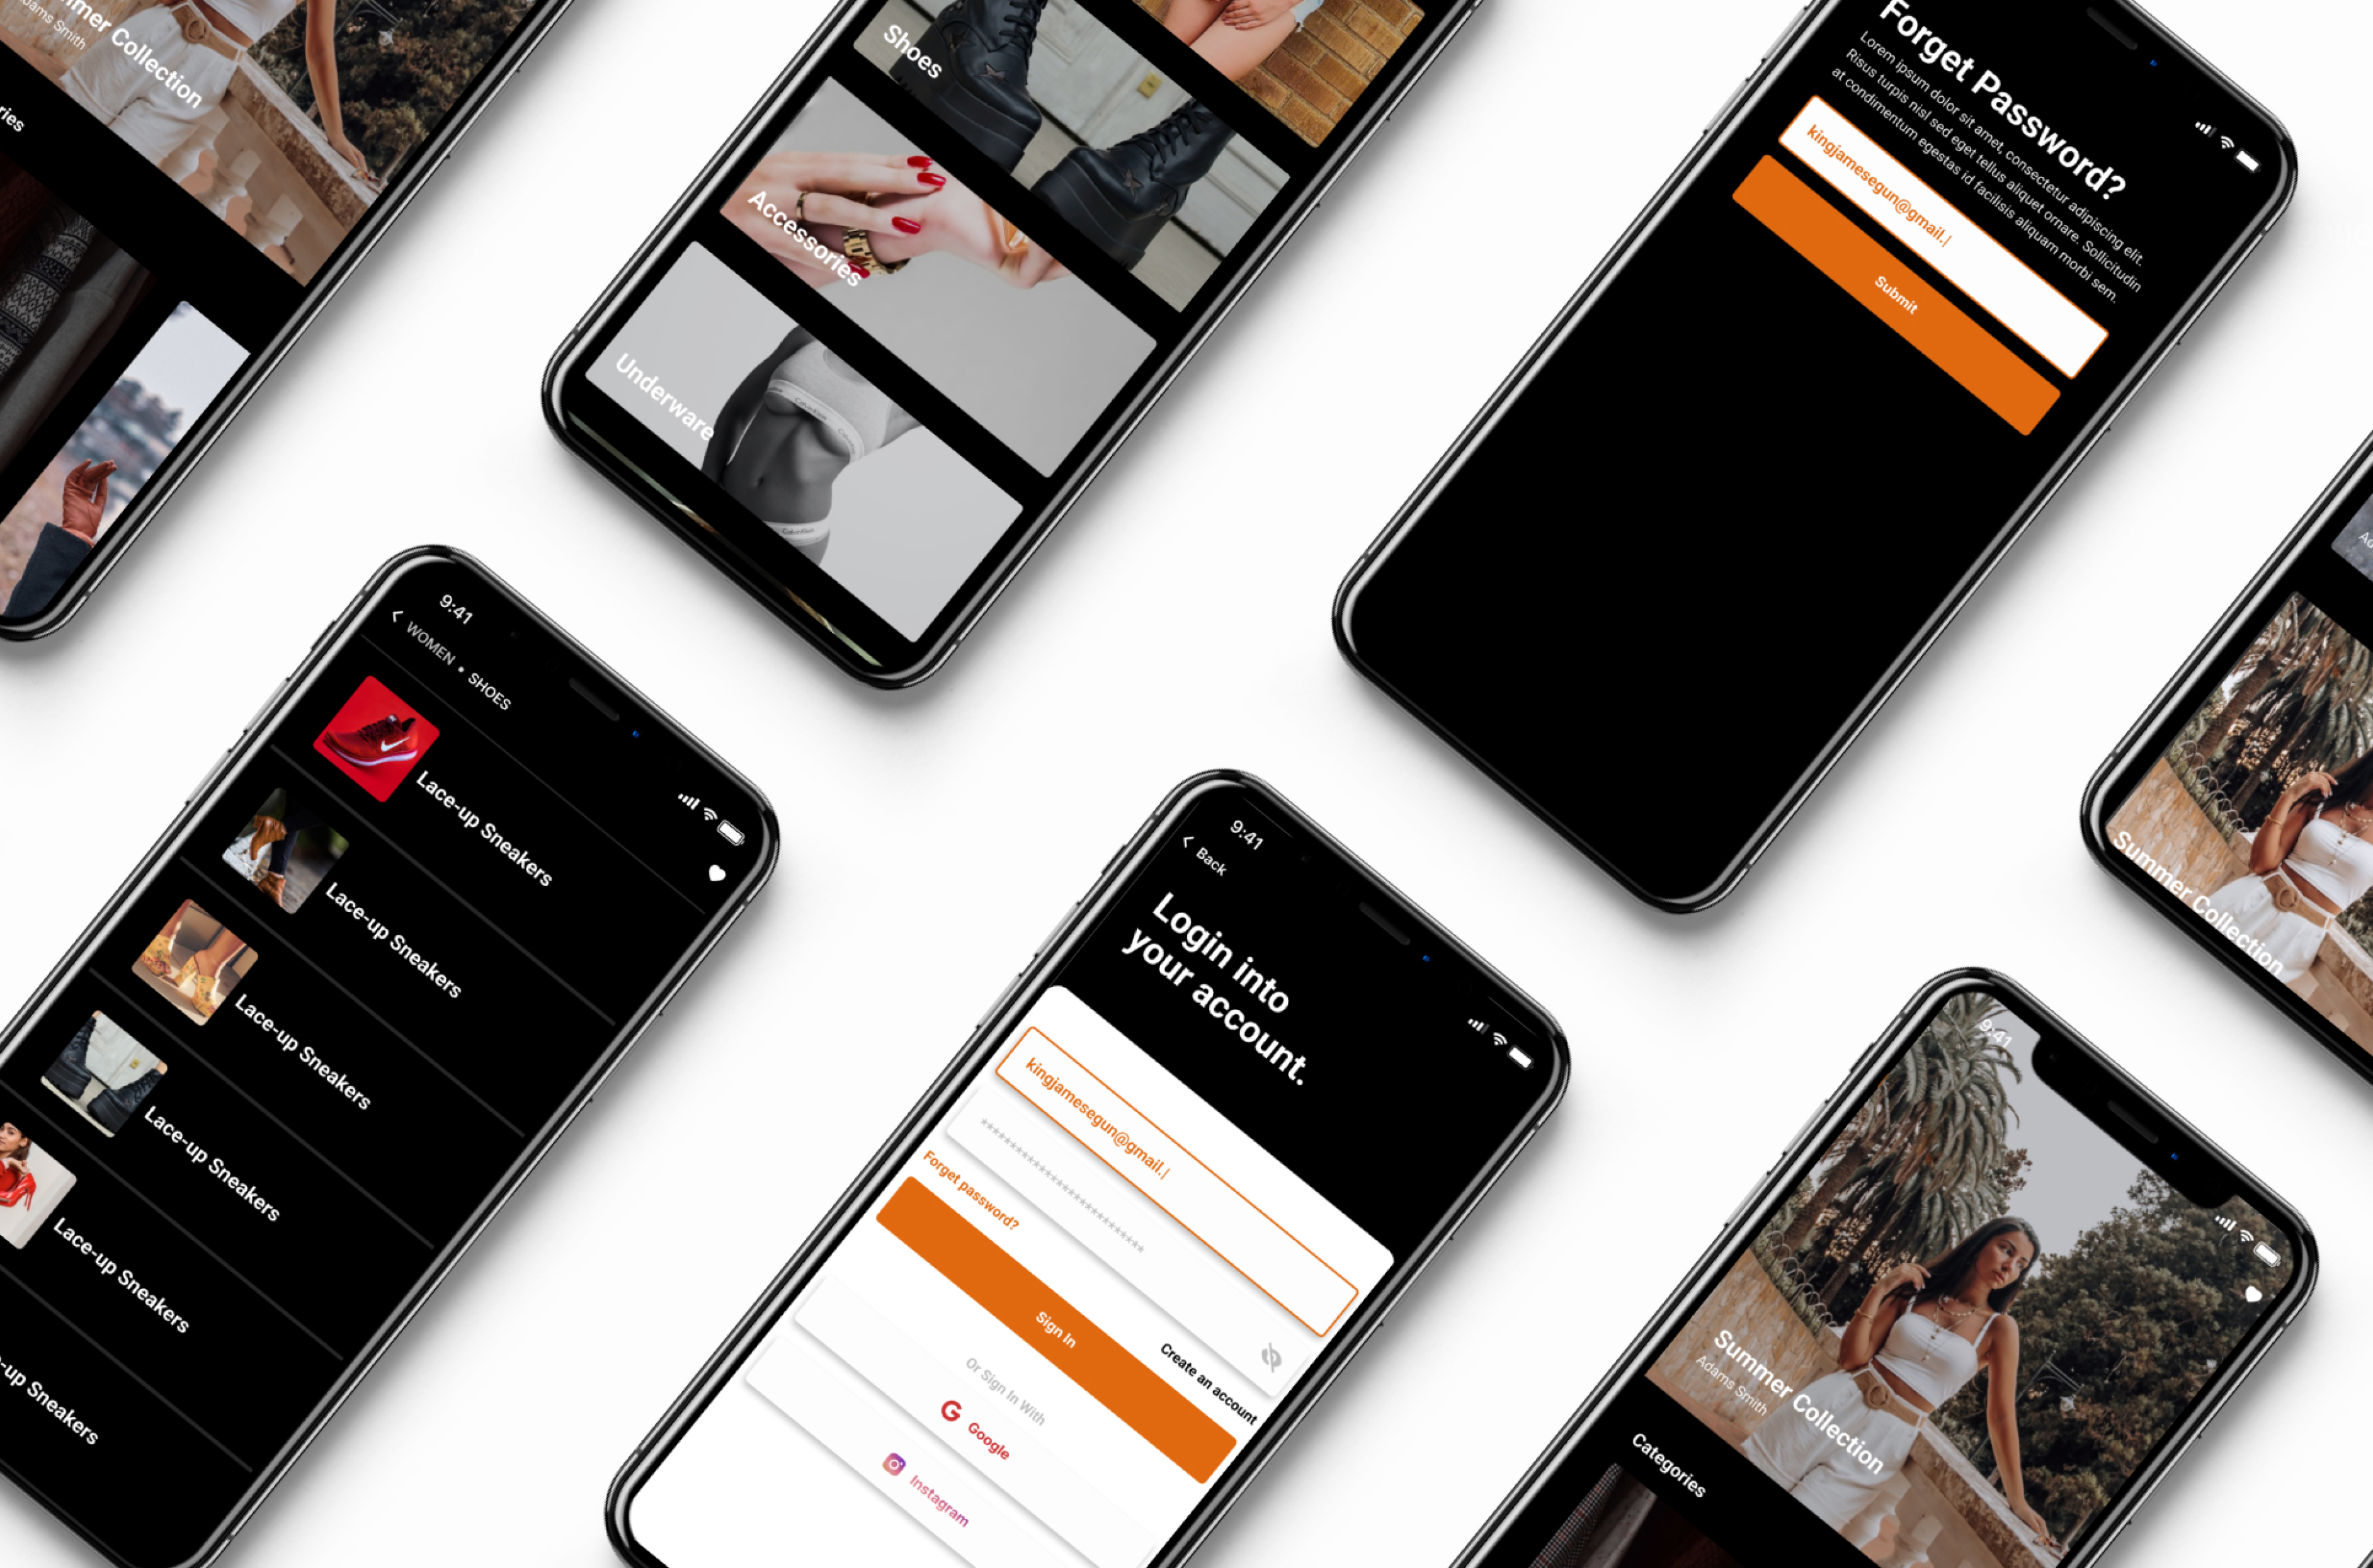 Summer Collection
Adams Smith
Shoes
Accessories
Underware
CalvinKlein
CalvinKlein
Forget Password?
Lorem ipsum dolor sit amet, consectetur adipiscing elit.
Risus turpis nisl sed eget tellus aliquet ornare. Sollicitudin
at condimentum egestas id facilisis aliquam morbi sem.
kingjamesegun@gmail.|
Submit
9:41
WOMEN • SHOES
Lace-up Sneakers
Lace-up Sneakers
Lace-up Sneakers
Lace-up Sneakers
Lace-up Sneakers
Lace-up Sneakers
9:41
Back
Login into
your account.
kingjamesegun@gmail.|
Forget password?
Create an account
Sign In
Or Sign In With
Google
Instagram
Summer Collection
9:41
Summer Collection
Adams Smith
Categories